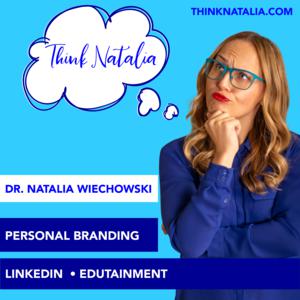 THINKNATALIA.COM
Think Natalia
DR. NATALIA WIECHOWSKI
PERSONAL BRANDING
LINKEDIN • EDUTAINMENT